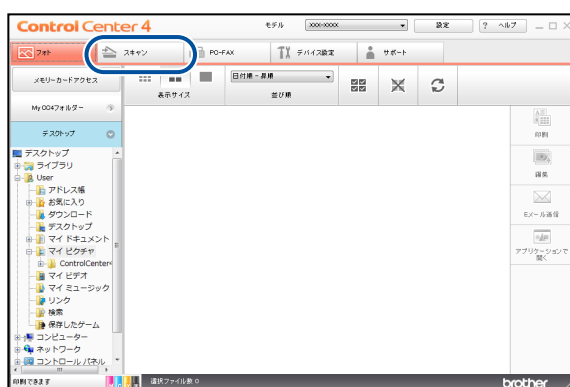 Control Center 4
モデル XXX-XXXX 設定 ? ヘルプ
フォト スキャン PC-FAX デバイス設定 サポート
メモリーカードアクセス
My CC4フォルダー
デスクトップ
表示サイズ
日付順 - 昇順
並び順
デスクトップ
ライブラリ
User
アドレス帳
お気に入り
ダウンロード
デスクトップ
マイ ドキュメント
マイ ピクチャ
ControlCenter4
マイ ビデオ
マイ ミュージック
リンク
検索
保存したゲーム
コンピューター
ネットワーク
コントロール パネル
印刷
編集
Eメール送信
アプリケーションで
開く
印刷できます 選択ファイル数 0
brother